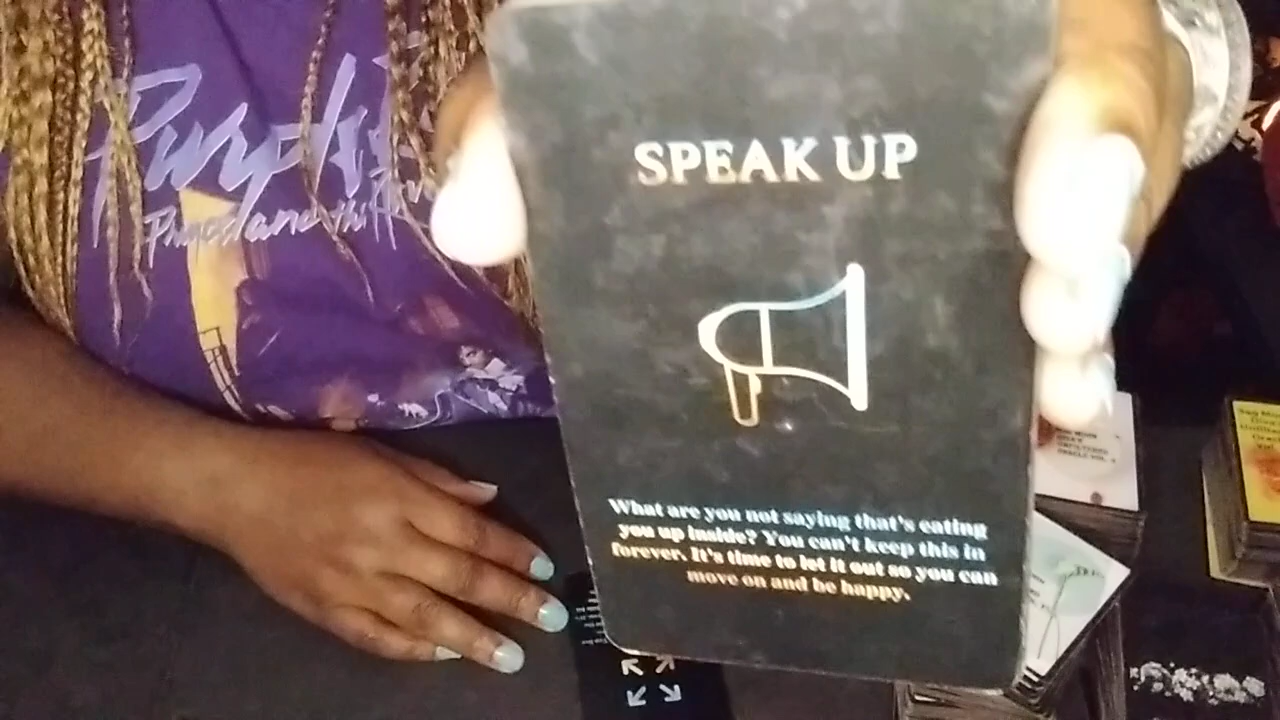 Purple
SPEAK UP
What are you not saying that's eating
you up inside? You can't keep this in
forever. It's time to let it out so you can
move on and be happy.